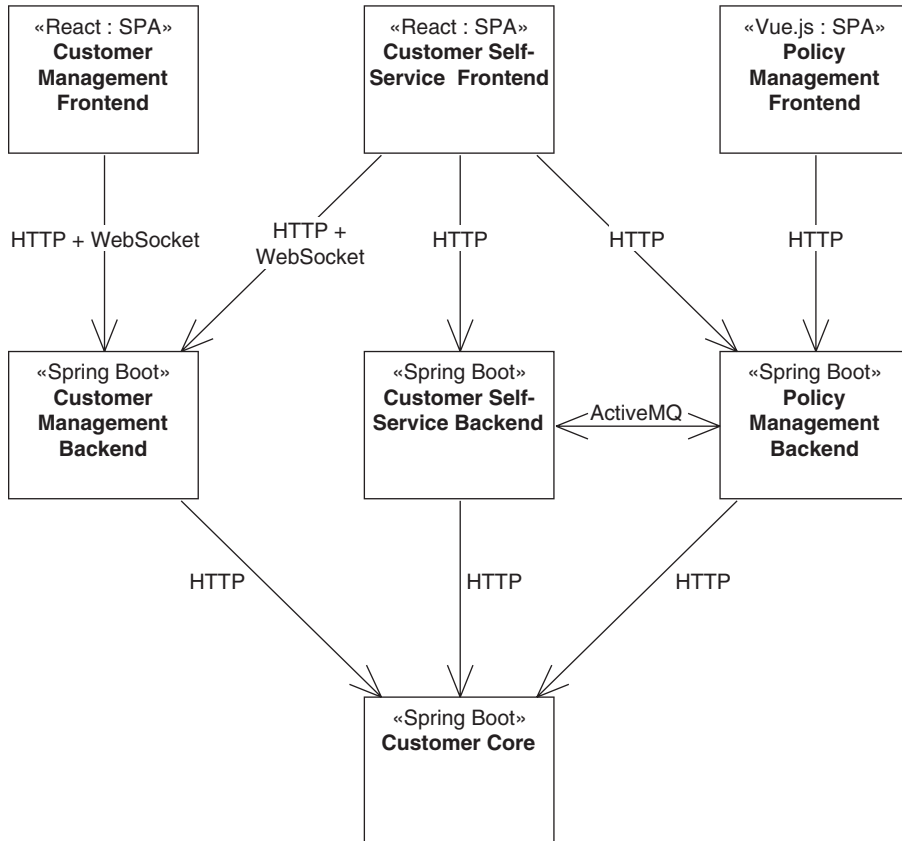 «React : SPA»
Customer
Management
Frontend
«React : SPA»
Customer Self-
Service Frontend
«Vue.js : SPA»
Policy
Management
Frontend
HTTP + WebSocket
HTTP +
WebSocket
HTTP
HTTP
HTTP
«Spring Boot»
Customer
Management
Backend
«Spring Boot»
Customer Self-
Service Backend
ActiveMQ
«Spring Boot»
Policy
Management
Backend
HTTP
HTTP
HTTP
«Spring Boot»
Customer Core